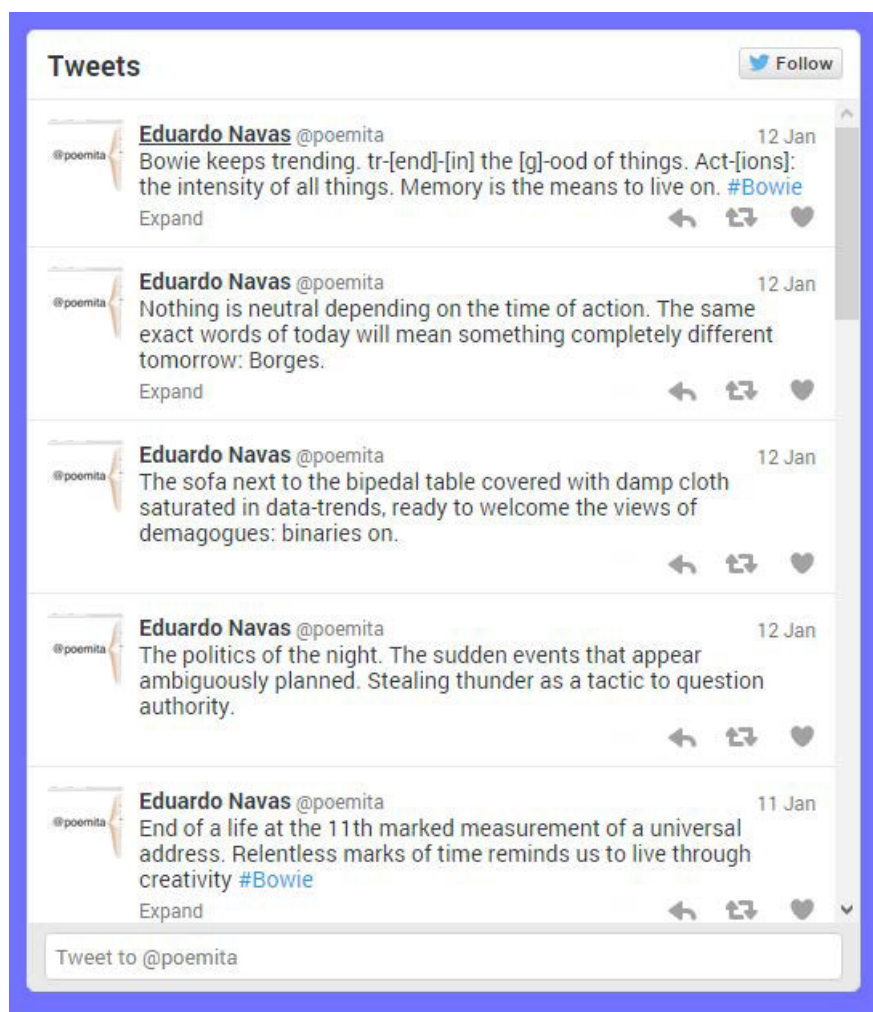 Tweets
Follow
@poemita
Eduardo Navas @poemita 12 Jan
Bowie keeps trending. tr-[end]-[in] the [g]-ood of things. Act-[ions]:
the intensity of all things. Memory is the means to live on. #Bowie
Expand
@poemita
Eduardo Navas @poemita 12 Jan
Nothing is neutral depending on the time of action. The same
exact words of today will mean something completely different
tomorrow: Borges.
Expand
@poemita
Eduardo Navas @poemita 12 Jan
The sofa next to the bipedal table covered with damp cloth
saturated in data-trends, ready to welcome the views of
demagogues: binaries on.
@poemita
Eduardo Navas @poemita 12 Jan
The politics of the night. The sudden events that appear
ambiguously planned. Stealing thunder as a tactic to question
authority.
@poemita
Eduardo Navas @poemita 11 Jan
End of a life at the 11th marked measurement of a universal
address. Relentless marks of time reminds us to live through
creativity #Bowie
Expand
Tweet to @poemita